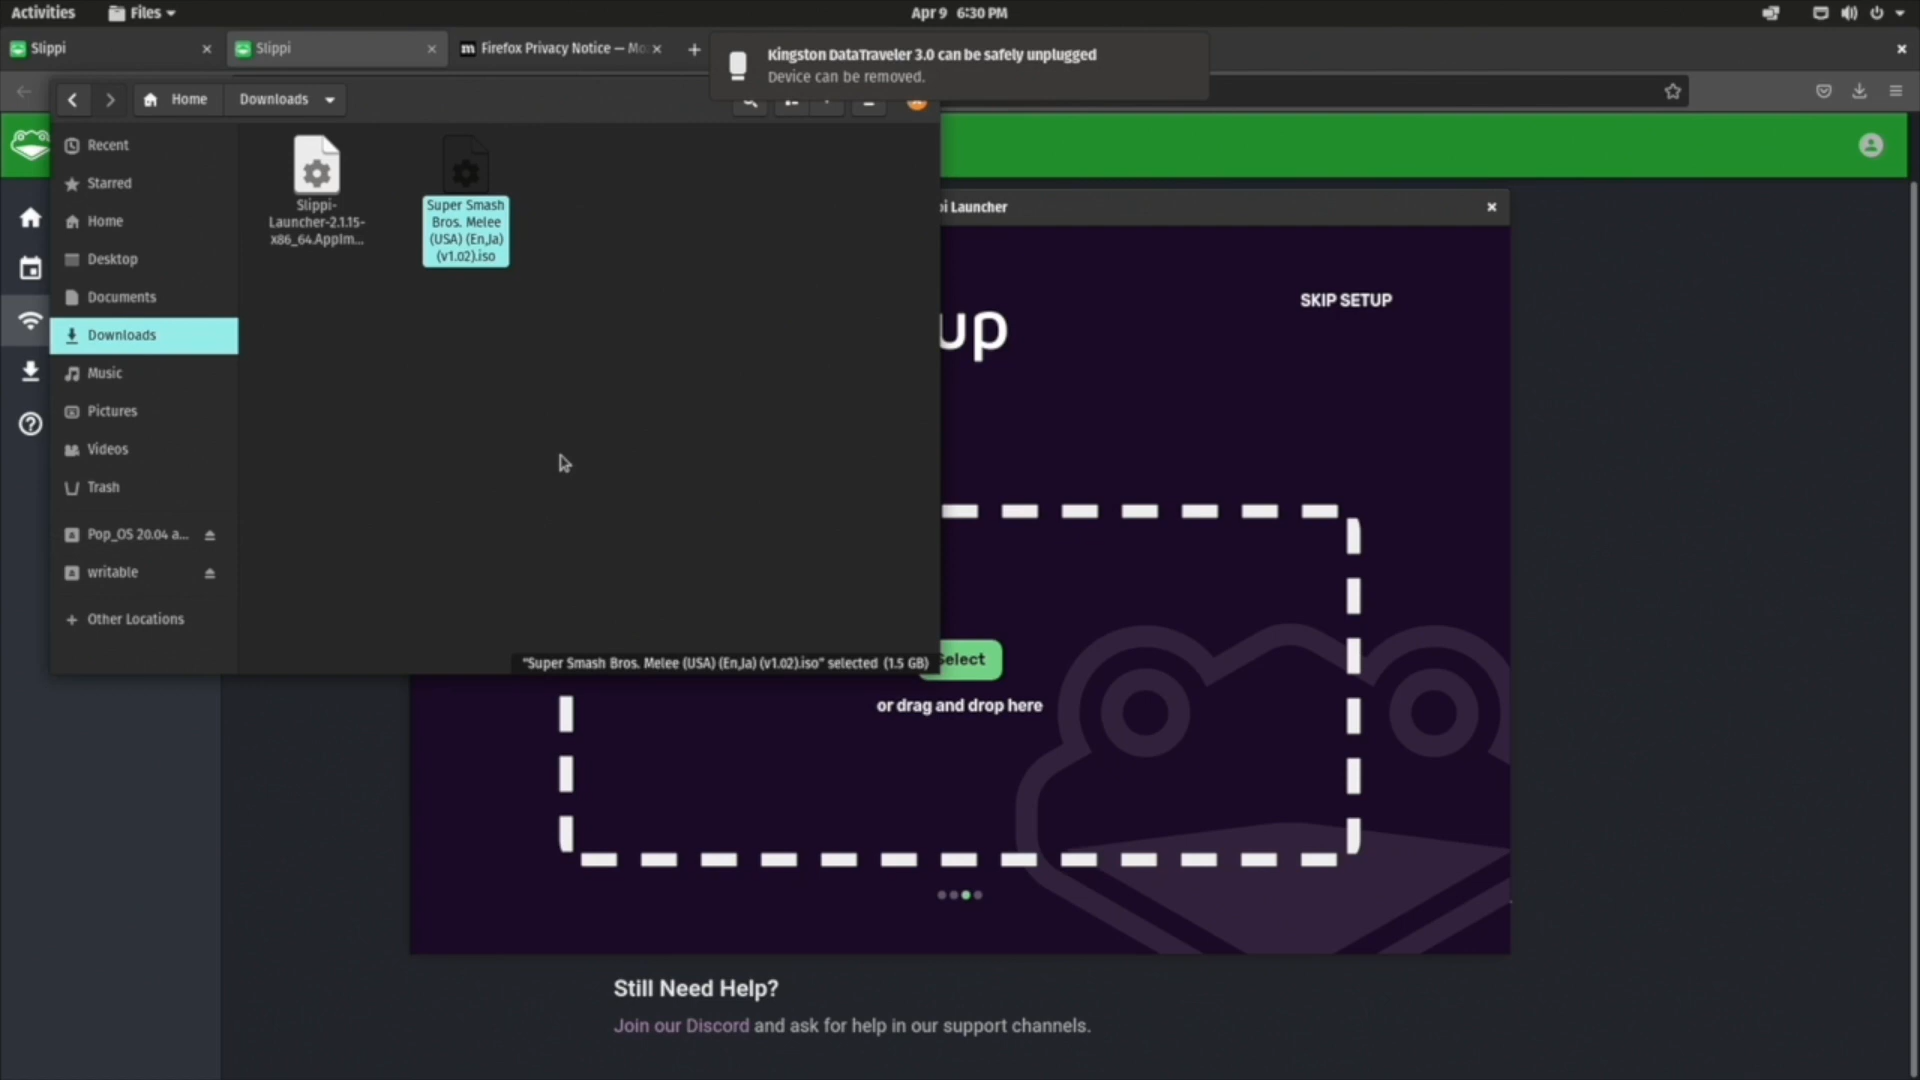 Activities
Files
Apr 9 6:30 PM
Slippi
Slippi
Firefox Privacy Notice — Mo
Kingston DataTraveler 3.0 can be safely unplugged
Device can be removed.
Home
Downloads
Recent
Starred
Home
Desktop
Documents
Downloads
Music
Pictures
Videos
Trash
Pop_OS 20.04 a...
writable
Other Locations
Slippi-
Launcher-2.1.15-
x86_64.AppIm...
Super Smash
Bros. Melee
(USA) (En,Ja)
(v1.02).iso
"Super Smash Bros. Melee (USA) (En,Ja) (v1.02).iso" selected (1.5 GB)
pi Launcher
SKIP SETUP
up
Select
or drag and drop here
Still Need Help?
Join our Discord and ask for help in our support channels.